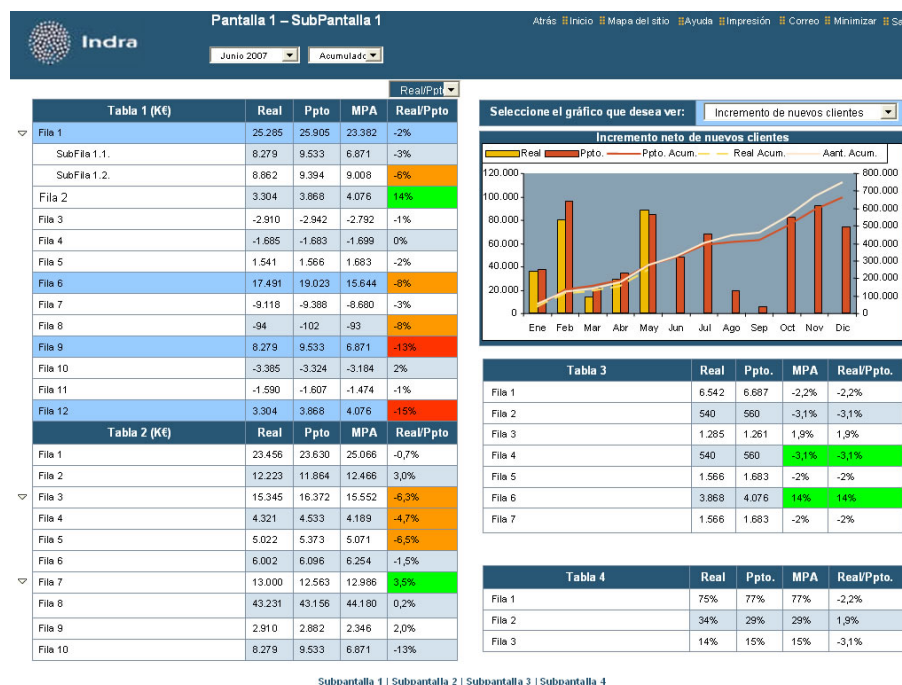 Pantalla 1 – SubPantalla 1
Atrás Inicio Mapa del sitio Ayuda Impresión Correo Minimizar
Indra
Junio 2007 Acumulado
Real/Ppto
Tabla 1 (K€) Real Ppto MPA Real/Ppto
Fila 1 25.285 25.905 23.382 -2%
SubFila 1.1. 8.279 9.533 6.871 -3%
SubFila 1.2. 8.862 9.394 9.008 -6%
Fila 2 3.304 3.868 4.076 14%
Fila 3 -2.910 -2.942 -2.792 -1%
Fila 4 -1.685 -1.683 -1.699 0%
Fila 5 1.541 1.566 1.683 -2%
Fila 6 17.491 19.023 15.644 -8%
Fila 7 -9.118 -9.388 -8.680 -3%
Fila 8 -94 -102 -93 -8%
Fila 9 8.279 9.533 6.871 -13%
Fila 10 -3.385 -3.324 -3.184 2%
Fila 11 -1.590 -1.607 -1.474 -1%
Fila 12 3.304 3.868 4.076 -15%
Tabla 2 (K€) Real Ppto MPA Real/Ppto
Fila 1 23.456 23.630 25.066 -0,7%
Fila 2 12.223 11.864 12.466 3,0%
Fila 3 15.345 16.372 15.552 -6,3%
Fila 4 4.321 4.533 4.189 -4,7%
Fila 5 5.022 5.373 5.071 -6,5%
Fila 6 6.002 6.096 6.254 -1,5%
Fila 7 13.000 12.563 12.986 3,5%
Fila 8 43.231 43.156 44.180 0,2%
Fila 9 2.910 2.882 2.346 2,0%
Fila 10 8.279 9.533 6.871 -13%
Seleccione el gráfico que desea ver: Incremento de nuevos clientes
Incremento neto de nuevos clientes
Real Ppto. Ppto. Acum. Real Acum. Aant. Acum.
120.000 800.000
100.000 700.000
80.000 600.000
60.000 500.000
40.000 400.000
20.000 300.000
0 200.000
100.000
0
Ene Feb Mar Abr May Jun Jul Ago Sep Oct Nov Dic
Tabla 3 Real Ppto. MPA Real/Ppto.
Fila 1 6.542 6.687 -2,2% -2,2%
Fila 2 540 560 -3,1% -3,1%
Fila 3 1.285 1.261 1,9% 1,9%
Fila 4 540 560 -3,1% -3,1%
Fila 5 1.566 1.683 -2% -2%
Fila 6 3.868 4.076 14% 14%
Fila 7 1.566 1.683 -2% -2%
Tabla 4 Real Ppto. MPA Real/Ppto.
Fila 1 75% 77% 77% -2,2%
Fila 2 34% 29% 29% 1,9%
Fila 3 14% 15% 15% -3,1%
Subpantalla 1 | Subpantalla 2 | Subpantalla 3 | Subpantalla 4